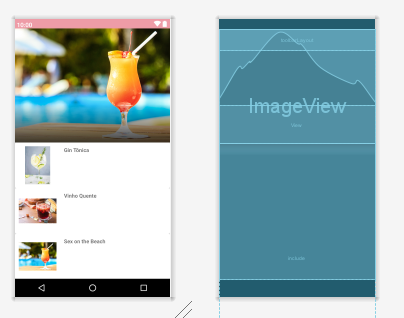 10:00
Gin Tônica
Vinho Quente
Sex on the Beach
ImageView
View
Include